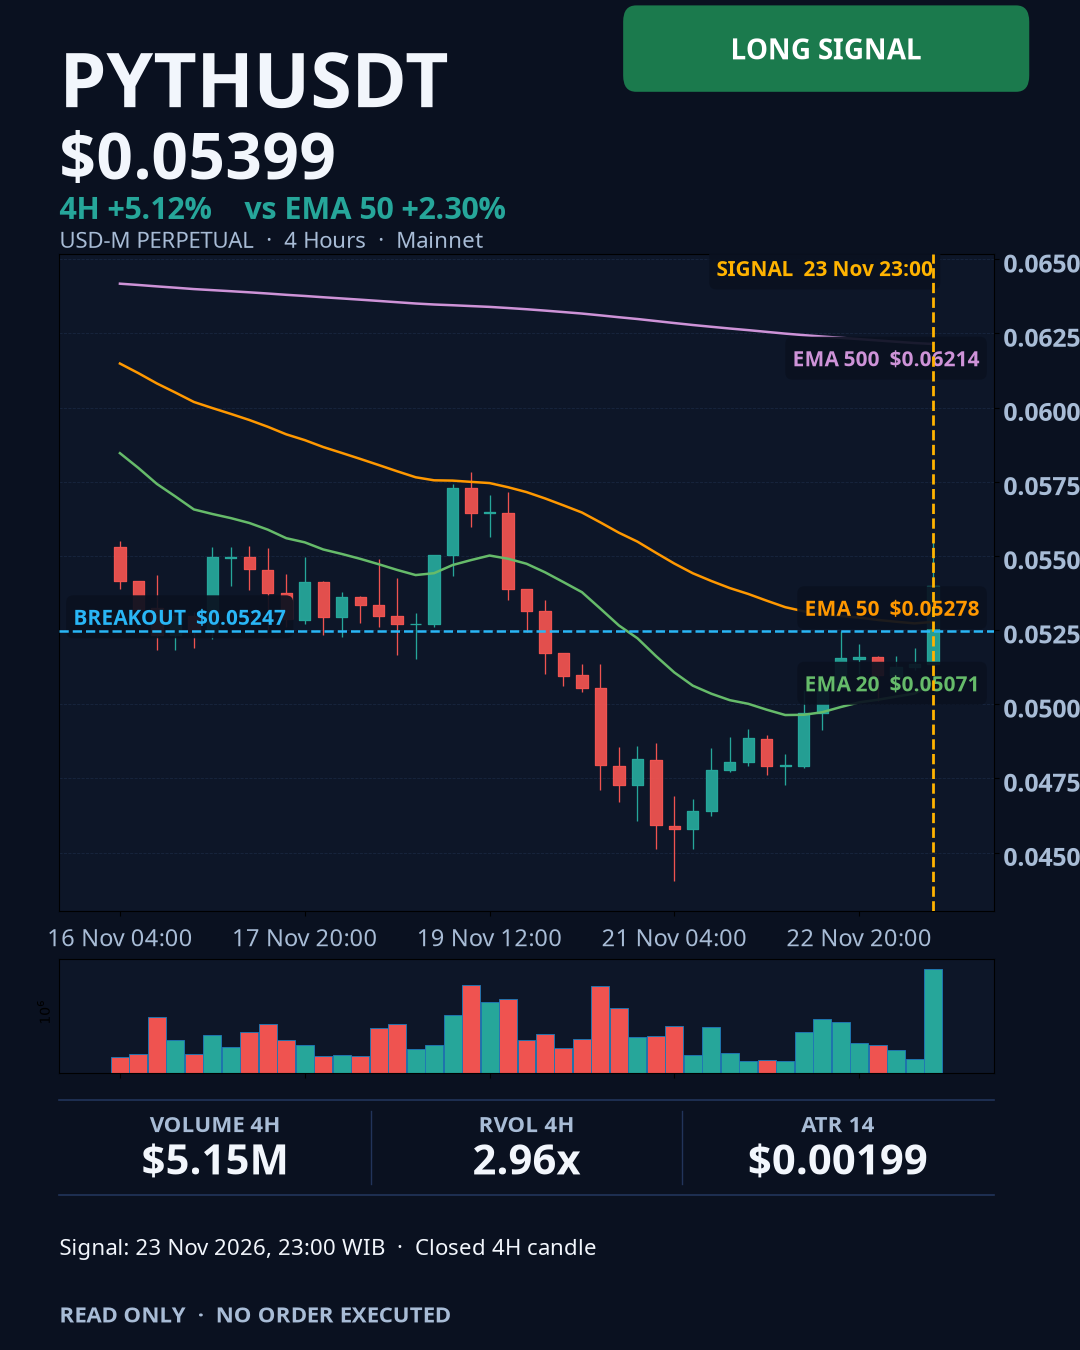 LONG SIGNAL
PYTHUSDT
$0.05399
4H +5.12% vs EMA 50 +2.30%
USD-M PERPETUAL · 4 Hours · Mainnet
SIGNAL 23 Nov 23:00
0.0650
0.0625
EMA 500 $0.06214
0.0600
0.0575
0.0550
EMA 50 $0.05278
BREAKOUT $0.05247
0.0525
EMA 20 $0.05071
0.0500
0.0475
0.0450
16 Nov 04:00 17 Nov 20:00 19 Nov 12:00 21 Nov 04:00 22 Nov 20:00
10⁶
VOLUME 4H RVOL 4H ATR 14
$5.15M 2.96x $0.00199
Signal: 23 Nov 2026, 23:00 WIB · Closed 4H candle
READ ONLY · NO ORDER EXECUTED